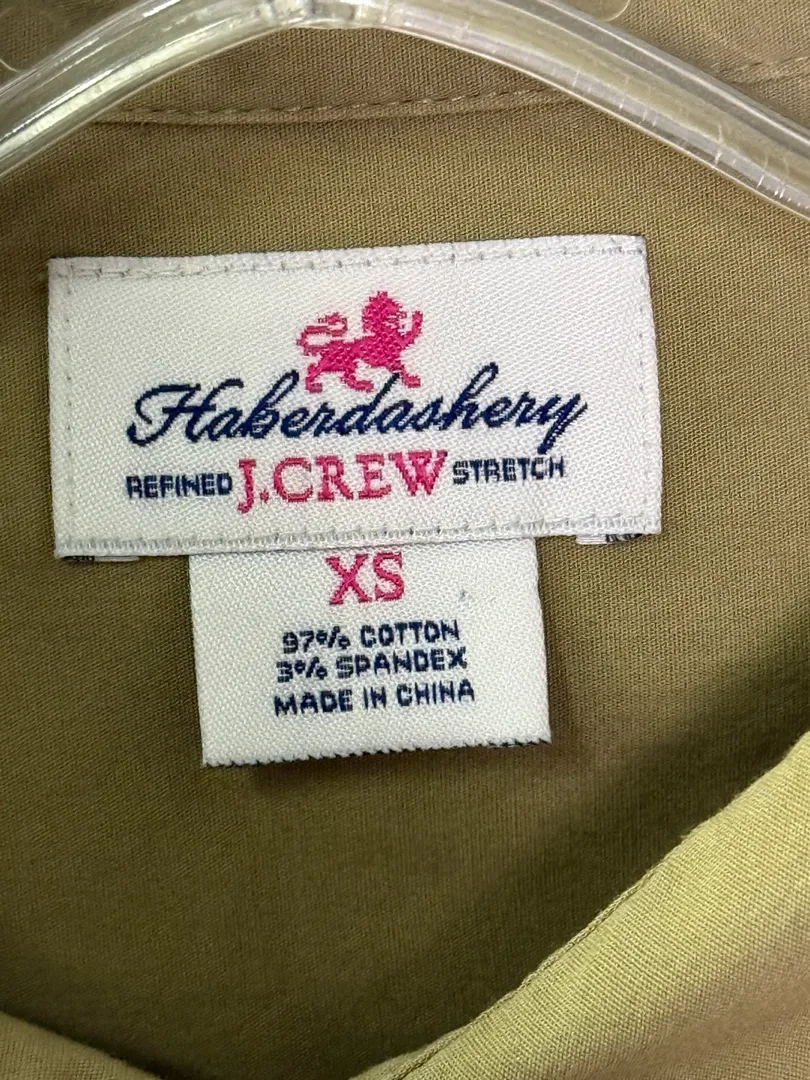 Haberdashery
REFINED J.CREW STRETCH
XS
97% COTTON
3% SPANDEX
MADE IN CHINA